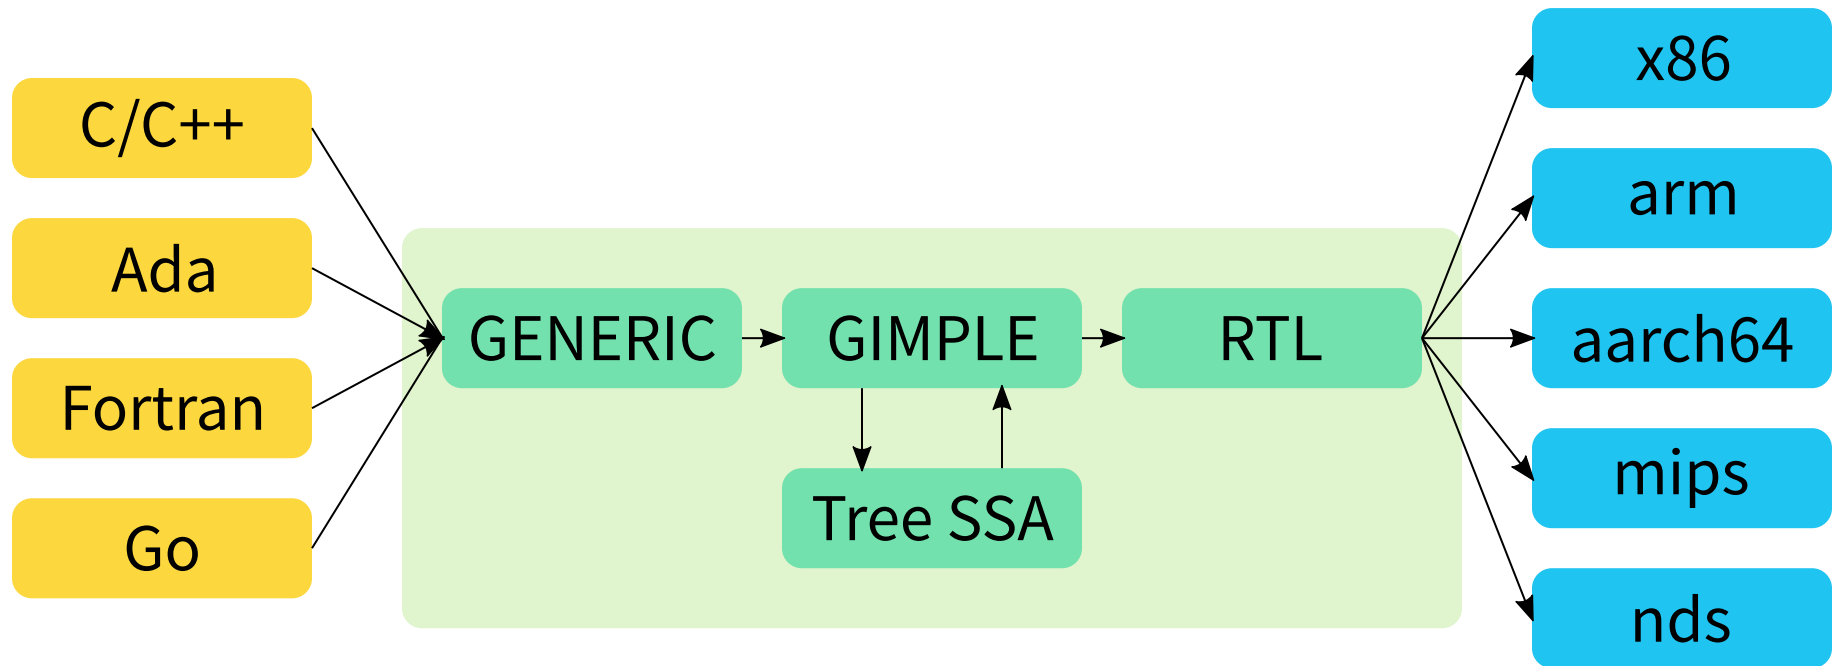 C/C++
Ada
Fortran
Go
GENERIC
GIMPLE
RTL
Tree SSA
x86
arm
aarch64
mips
nds